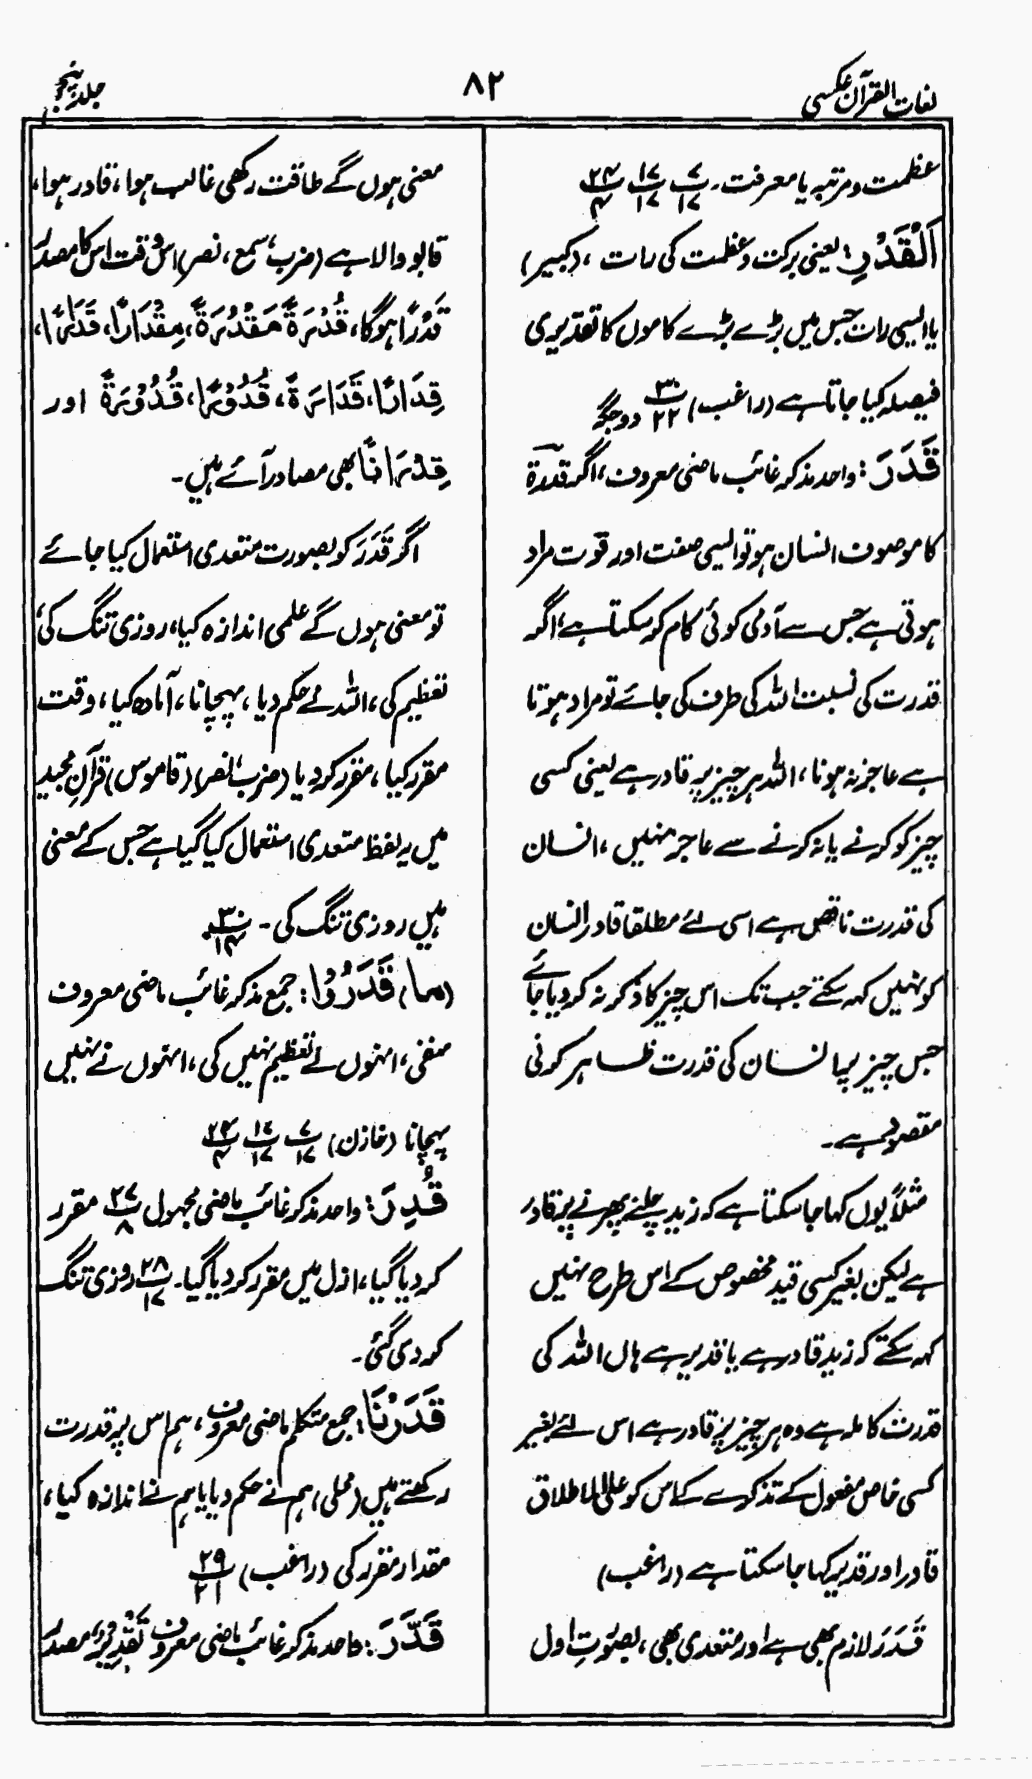 لغات القرآن عکسی
۸۲
جلد پنجم
عظمت و مرتبہ یا معرفت۔ ۷/۱۷ ۱۷/۱۷ ۲۴/۴
اَلْقَدْرِ: یعنی برکت و عظمت کی رات ، (کبیر)
یا ایسی رات جس میں بڑے بڑے کاموں کا تقدیری
فیصلہ کیا جاتا ہے (راغب) ۳۰/۲۲ دو جگہ
قَدَرَ: واحد مذکر غائب ماضی معروف، اگر قدرة
کا موصوف انسان ہو تو ایسی صفت اور قوت مراد
ہوتی ہے جس سے آدمی کوئی کام کر سکتا ہے، اگر
قدرت کی نسبت اللہ کی طرف کی جائے تو مراد ہوتا
ہے عاجز نہ ہونا، اللہ ہر چیز پر قادر ہے یعنی کسی
چیز کو کرنے یا نہ کرنے سے عاجز نہیں ، انسان
کی قدرت ناقص ہے اسی لئے مطلقا قادر انسان
کو نہیں کہہ سکتے جب تک اس چیز کا ذکر نہ کر دیا جائے
جس چیز پر انسان کی قدرت ظاہر کرنی
مقصود ہے۔
مثلاً یوں کہا جا سکتا ہے کہ زید چلنے پھرنے پر قادر
ہے لیکن بغیر کسی قید مخصوص کے اس طرح نہیں
کہہ سکتے کہ زید قادر ہے یا قدیر ہے ہاں اللہ کی
قدرت کاملہ ہے وہ ہر چیز پر قادر ہے اس لئے بغیر
کسی خاص مفعول کے تذکرے کے اس کو علی الاطلاق
قادر اور قدیر کہا جا سکتا ہے (راغب)
قَدَرَ لازم بھی ہے اور متعدی بھی ، بصورتِ اول
معنی ہوں گے طاقت رکھی غالب ہوا ، قادر ہوا ،
قابو والا ہے (ضرب، سمع ، نصر) اس وقت اس کا مصدر
قَدْرًا ہوگا، قُدْرَةً مَقْدُرَةً، مِقْدَارًا، قَدَارًا،
قِدَارًا، قَدَارَةً، قُدُوْرًا، قُدُوْرَةً اور
قِدْرَانًا بھی مصادر آئے ہیں۔
اگر قَدَرَ کو بصورت متعدی استعمال کیا جائے
تو معنی ہوں گے علمی اندازہ کیا، روزی تنگ کی،
تعظیم کی ، اللہ نے حکم دیا ، پہچانا ، آمادہ کیا ، وقت
مقرر کیا ، مقرر کر دیا (ضرب، نصر) (قاموس) قرآن مجید
میں یہ لفظ متعدی استعمال کیا گیا ہے جس کے معنی
ہیں روزی تنگ کی ۔ ۳۰/۱۴
(ما) قَدَرُوْا: جمع مذکر غائب ماضی معروف
منفی، انہوں نے تعظیم نہیں کی ، انہوں نے نہیں
پہچانا (خازن) ۷/۱۷ ۱۷/۱۷ ۲۴/۴
قُدِرَ: واحد مذکر غائب ماضی مجہول ۲۷/۸ مقرر
کر دیا گیا ، ازل میں مقرر کر دیا گیا۔ ۲۸/۱۷ روزی تنگ
کر دی گئی۔
قَدَرْنَا: جمع متکلم ماضی معروف ، ہم اس پر قدرت
رکھتے ہیں (محلی) ہم نے حکم دیا یا ہم نے اندازہ کیا ،
مقدار مقرر کی (راغب) ۲۹/۲۱
قَدَّرَ: واحد مذکر غائب ماضی معروف تَقْدِيْرٌ مصدر